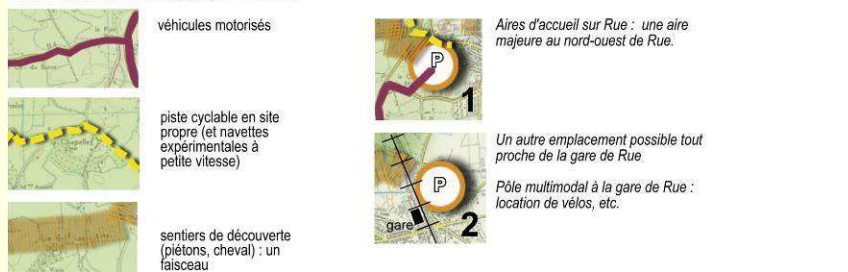 véhicules motorisés
piste cyclable en site
propre (et navettes
expérimentales à
petite vitesse)
sentiers de découverte
(piétons, cheval) : un
faisceau
P
1
Aires d'accueil sur Rue : une aire
majeure au nord-ouest de Rue.
P
gare
2
Un autre emplacement possible tout
proche de la gare de Rue
Pôle multimodal à la gare de Rue :
location de vélos, etc.